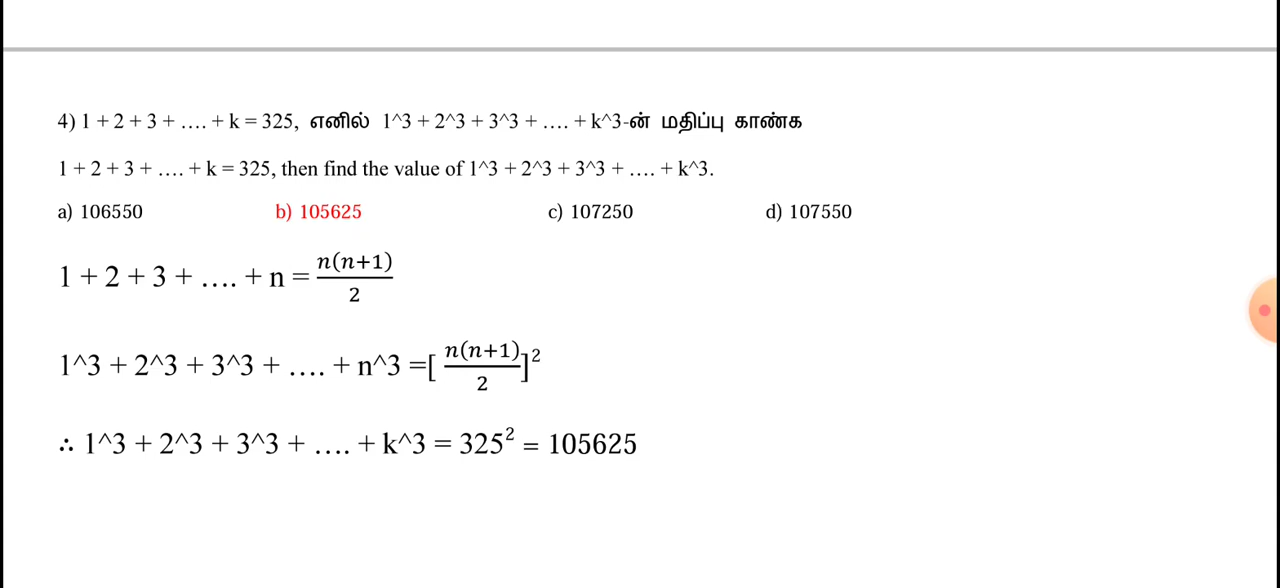 4) 1 + 2 + 3 + …. + k = 325, எனில் 1^3 + 2^3 + 3^3 + …. + k^3-ன் மதிப்பு காண்க
1 + 2 + 3 + …. + k = 325, then find the value of 1^3 + 2^3 + 3^3 + …. + k^3.
a) 106550 b) 105625 c) 107250 d) 107550
1 + 2 + 3 + …. + n = n(n+1)/2
1^3 + 2^3 + 3^3 + …. + n^3 =[ n(n+1)/2 ]²
∴ 1^3 + 2^3 + 3^3 + …. + k^3 = 325² = 105625